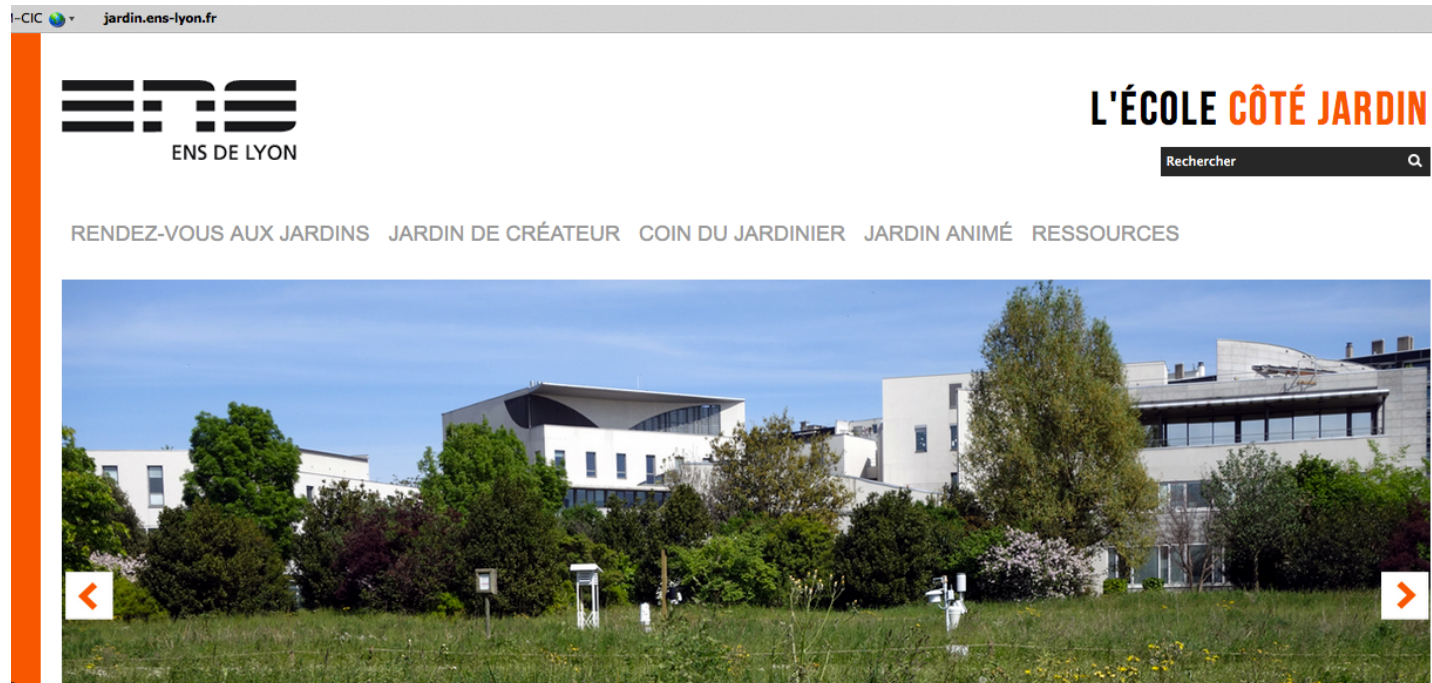 I-CIC jardin.ens-lyon.fr
ens
ENS DE LYON
L'ÉCOLE CÔTÉ JARDIN
Rechercher
RENDEZ-VOUS AUX JARDINS JARDIN DE CRÉATEUR COIN DU JARDINIER JARDIN ANIMÉ RESSOURCES